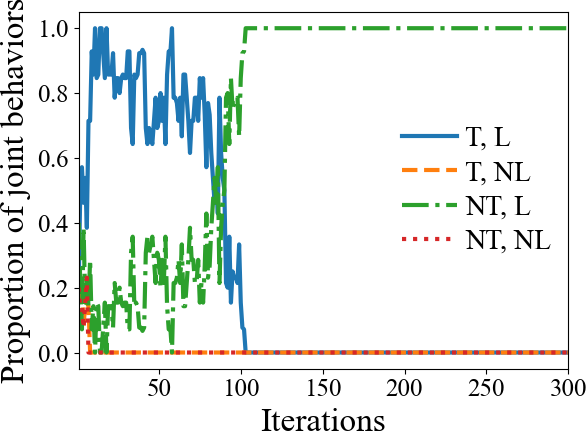 Proportion of joint behaviors
1.0
0.8
0.6
0.4
0.2
0.0
T, L
T, NL
NT, L
NT, NL
50 100 150 200 250 300
Iterations